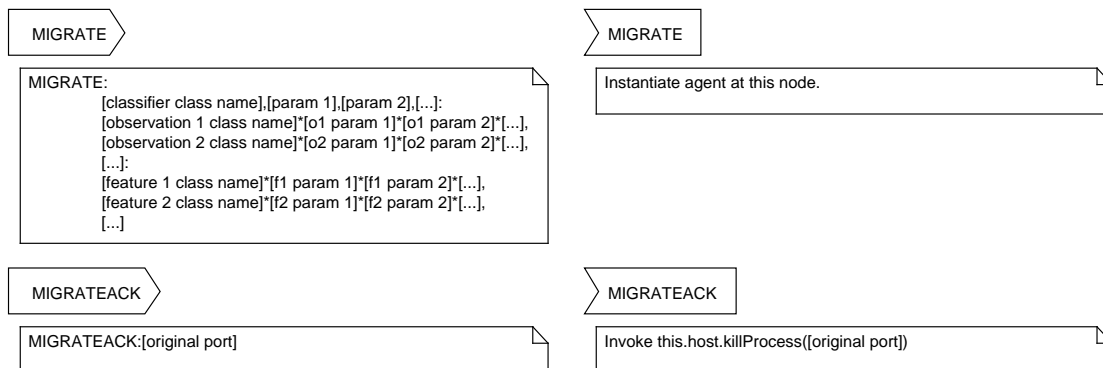 MIGRATE
MIGRATE
MIGRATE:
[classifier class name],[param 1],[param 2],[...]:
[observation 1 class name]*[o1 param 1]*[o1 param 2]*[...],
[observation 2 class name]*[o2 param 1]*[o2 param 2]*[...],
[...]:
[feature 1 class name]*[f1 param 1]*[f1 param 2]*[...],
[feature 2 class name]*[f2 param 1]*[f2 param 2]*[...],
[...]
Instantiate agent at this node.
MIGRATEACK
MIGRATEACK
MIGRATEACK:[original port]
Invoke this.host.killProcess([original port])